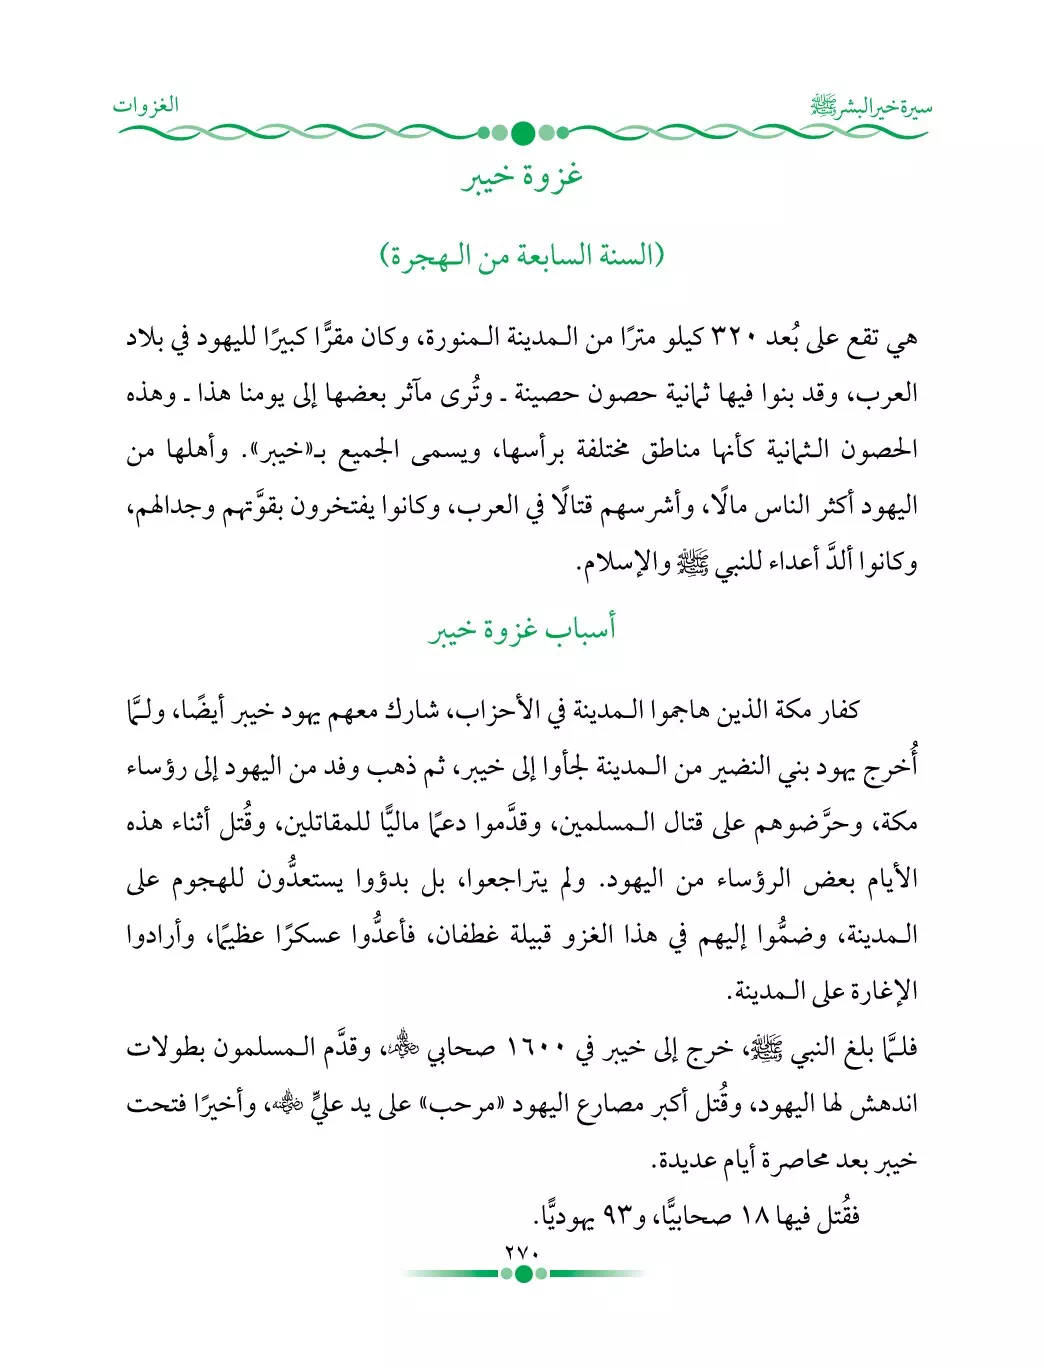 سيرة خير البشر ﷺ
الغزوات
غزوة خيبر
(السنة السابعة من الـهجرة)
هي تقع على بُعد ٣٢٠ كيلو مترًا من الـمدينة الـمنورة، وكان مقرًّا كبيرًا لليهود في بلاد
العرب، وقد بنوا فيها ثمانية حصون حصينة ـ وتُرى مآثر بعضها إلى يومنا هذا ـ وهذه
الحصون الـثمانية كأنها مناطق مختلفة برأسها، ويسمى الجميع بـ«خيبر». وأهلها من
اليهود أكثر الناس مالًا، وأشرسهم قتالًا في العرب، وكانوا يفتخرون بقوَّتهم وجدالهم،
وكانوا ألدَّ أعداء للنبي ﷺ والإسلام.
أسباب غزوة خيبر
كفار مكة الذين هاجموا الـمدينة في الأحزاب، شارك معهم يهود خيبر أيضًا، ولـمَّا
أُخرج يهود بني النضير من الـمدينة لجأوا إلى خيبر، ثم ذهب وفد من اليهود إلى رؤساء
مكة، وحرَّضوهم على قتال الـمسلمين، وقدَّموا دعمًا ماليًّا للمقاتلين، وقُتل أثناء هذه
الأيام بعض الرؤساء من اليهود. ولم يتراجعوا، بل بدؤوا يستعدُّون للهجوم على
الـمدينة، وضمُّوا إليهم في هذا الغزو قبيلة غطفان، فأعدُّوا عسكرًا عظيمًا، وأرادوا
الإغارة على الـمدينة.
فلـمَّا بلغ النبي ﷺ، خرج إلى خيبر في ١٦٠٠ صحابي رضي الله عنهم، وقدَّم الـمسلمون بطولات
اندهش لها اليهود، وقُتل أكبر مصارع اليهود «مرحب» على يد عليٍّ رضي الله عنه، وأخيرًا فتحت
خيبر بعد محاصرة أيام عديدة.
فقُتل فيها ١٨ صحابيًّا، و٩٣ يهوديًّا.
٢٧٠